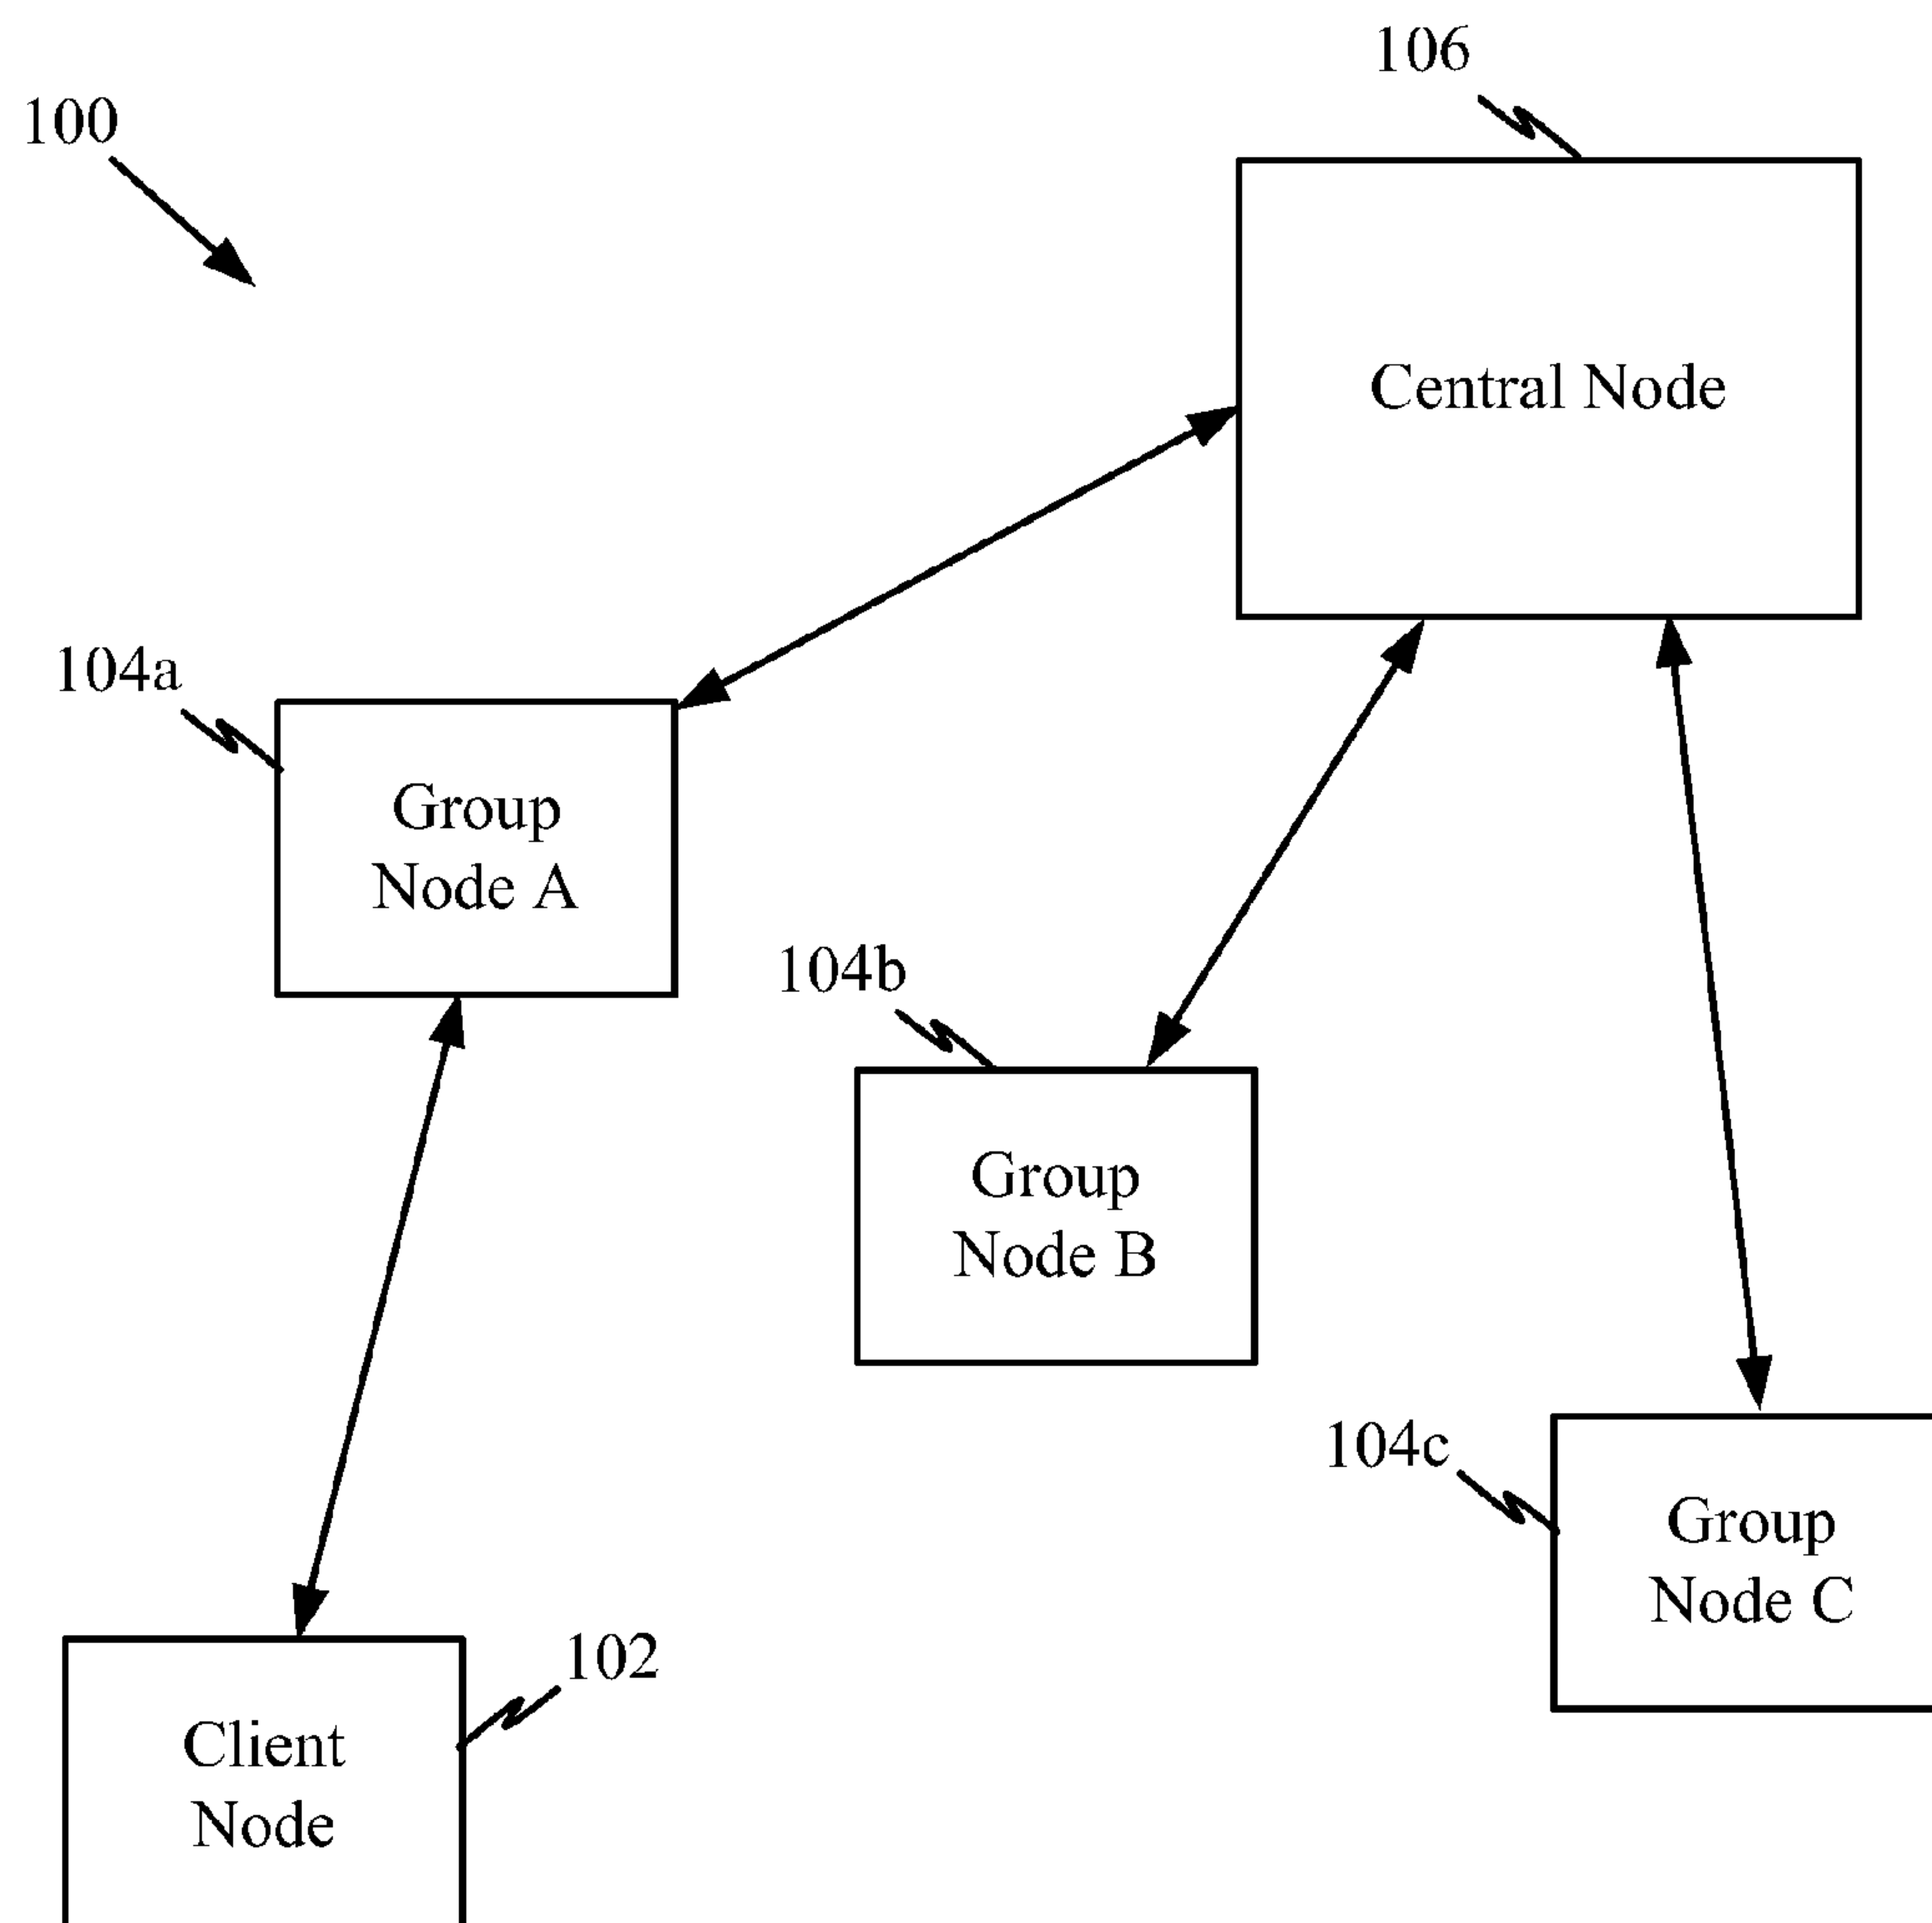 106
100
Central Node
104a
Group
Node A
104b
Group
Node B
104c
Group
Node C
102
Client
Node